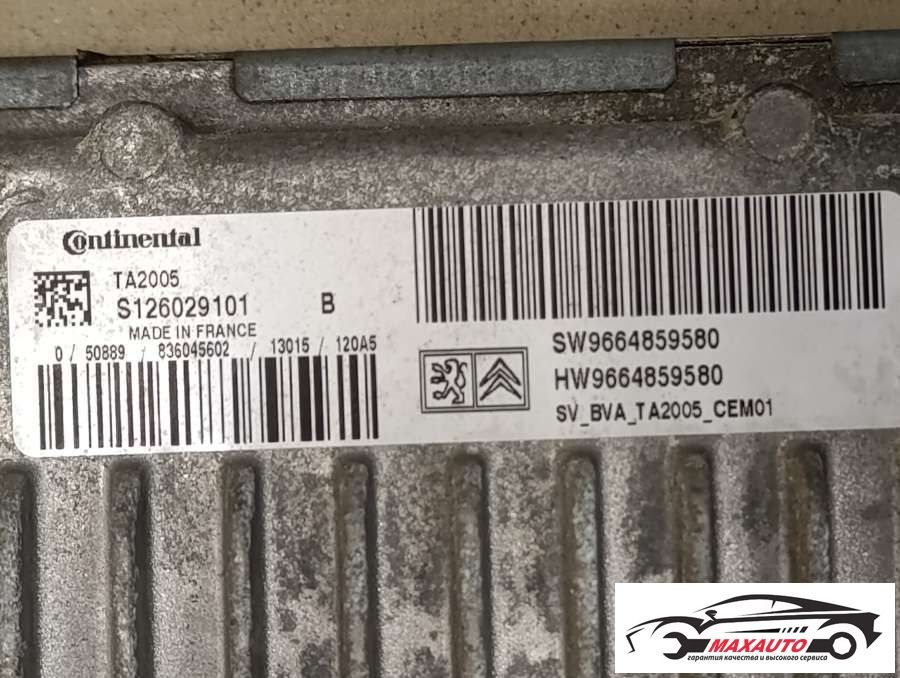 Continental
TA2005
S126029101 B
MADE IN FRANCE
0 / 50889 / 836045602 / 13015 / 120A5
SW9664859580
HW9664859580
SV_BVA_TA2005_CEM01
MAXAUTO
гарантия качества и высокого сервиса